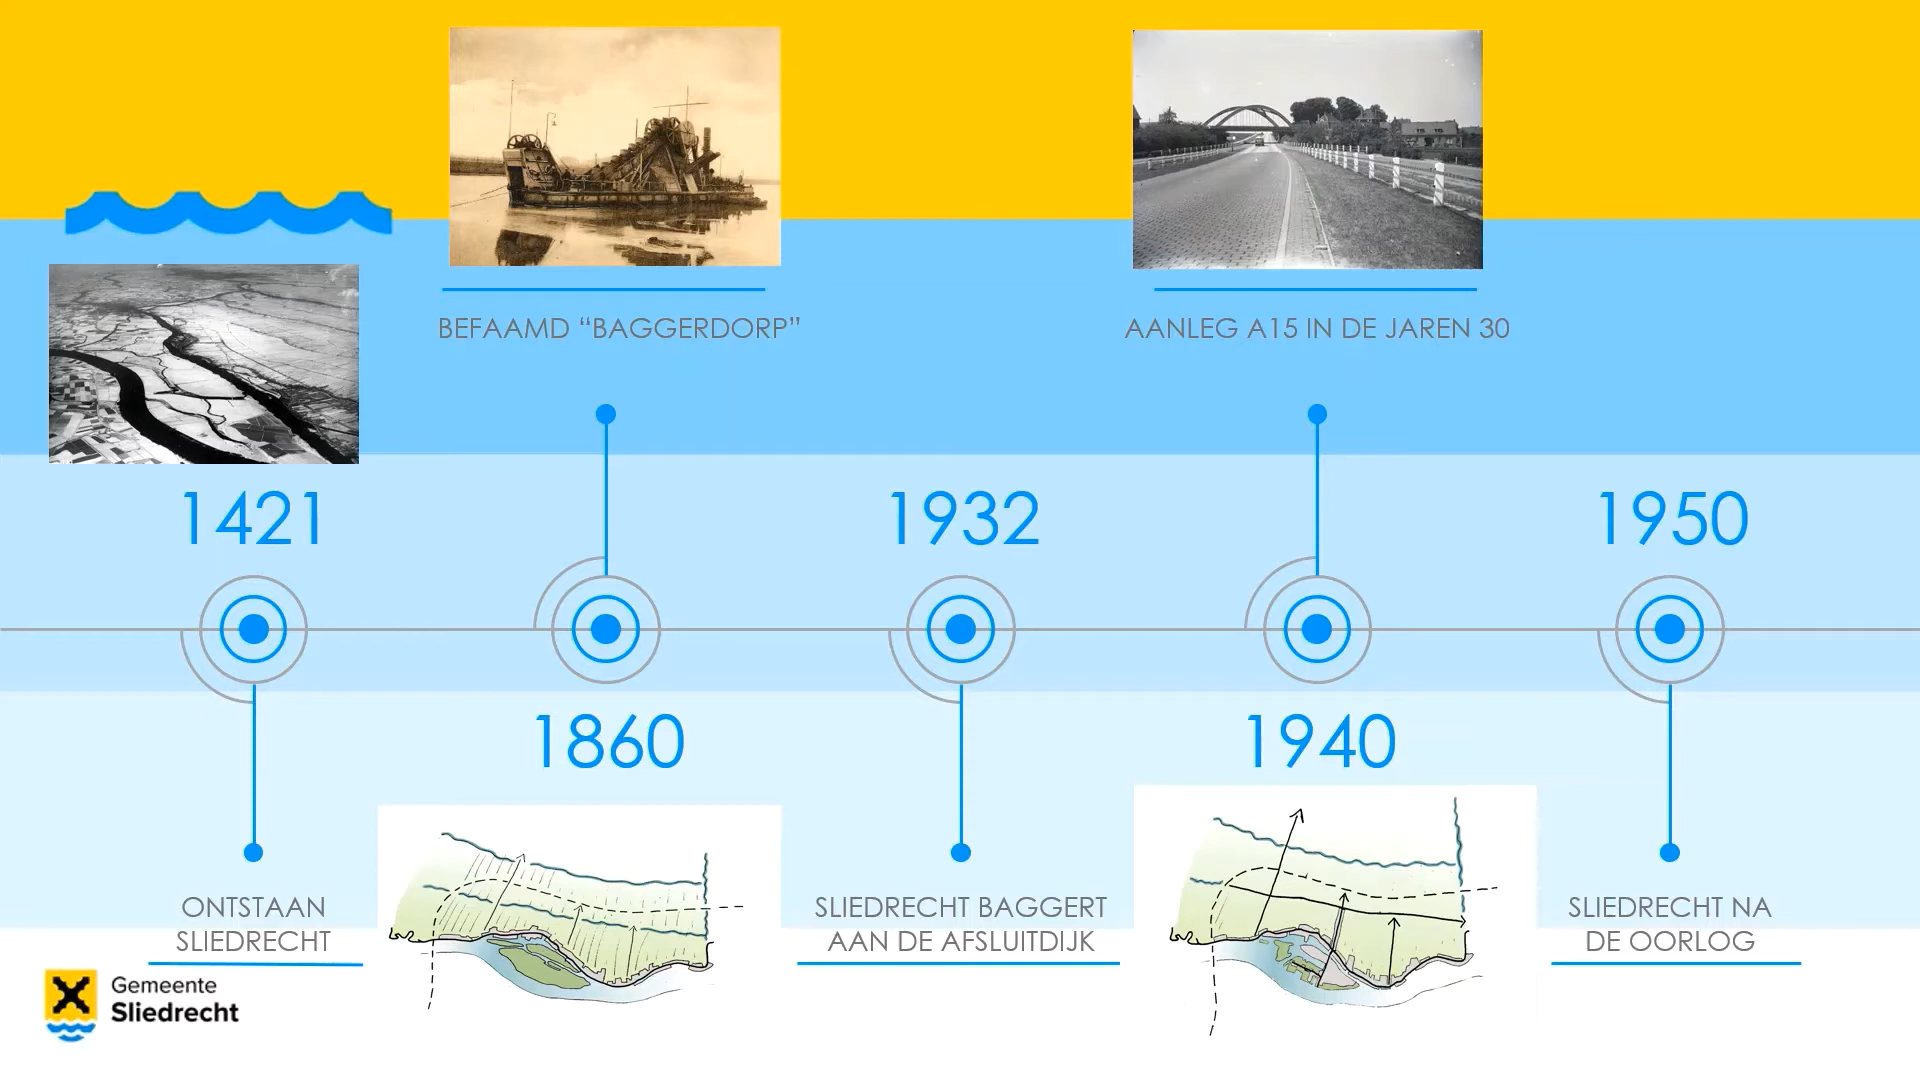 BEFAAMD “BAGGERDORP”
AANLEG A15 IN DE JAREN 30
1421
1932
1950
1860
1940
ONTSTAAN
SLIEDRECHT
SLIEDRECHT BAGGERT
AAN DE AFSLUITDIJK
SLIEDRECHT NA
DE OORLOG
Gemeente
Sliedrecht